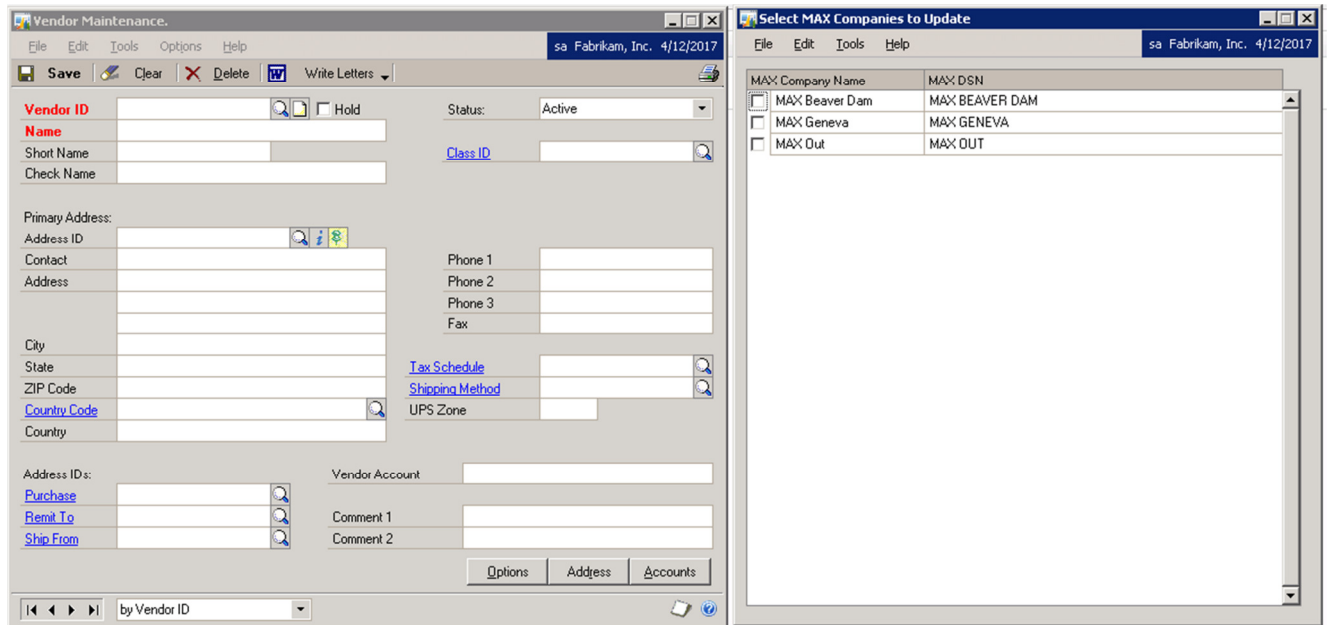 Vendor Maintenance.
File Edit Tools Options Help sa Fabrikam, Inc. 4/12/2017
Save Clear Delete Write Letters
Vendor ID Hold Status: Active
Name
Short Name Class ID
Check Name
Primary Address:
Address ID
Contact Phone 1
Address Phone 2
Phone 3
Fax
City
State Tax Schedule
ZIP Code Shipping Method
Country Code UPS Zone
Country
Address IDs: Vendor Account
Purchase
Remit To Comment 1
Ship From Comment 2
Options Address Accounts
by Vendor ID
Select MAX Companies to Update
File Edit Tools Help sa Fabrikam, Inc. 4/12/2017
MAX Company Name MAX DSN
MAX Beaver Dam MAX BEAVER DAM
MAX Geneva MAX GENEVA
MAX Out MAX OUT